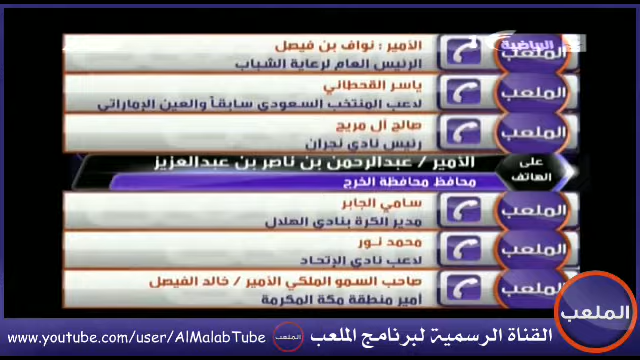 الرياضية
الأمير : نواف بن فيصل
الرئيس العام لرعاية الشباب
الملعب
ياسر القحطاني
لاعب المنتخب السعودي سابقاً والعين الإماراتي
الملعب
صالح آل مريح
رئيس نادي نجران
الملعب
على الهاتف
الأمير / عبدالرحمن بن ناصر بن عبدالعزيز
محافظ محافظة الخرج
سامي الجابر
مدير الكرة بنادي الهلال
الملعب
محمد نور
لاعب نادي الإتحاد
الملعب
صاحب السمو الملكي الأمير / خالد الفيصل
أمير منطقة مكة المكرمة
الملعب
الملعب
القناة الرسمية لبرنامج الملعب
الملعب
www.youtube.com/user/AlMalabTube